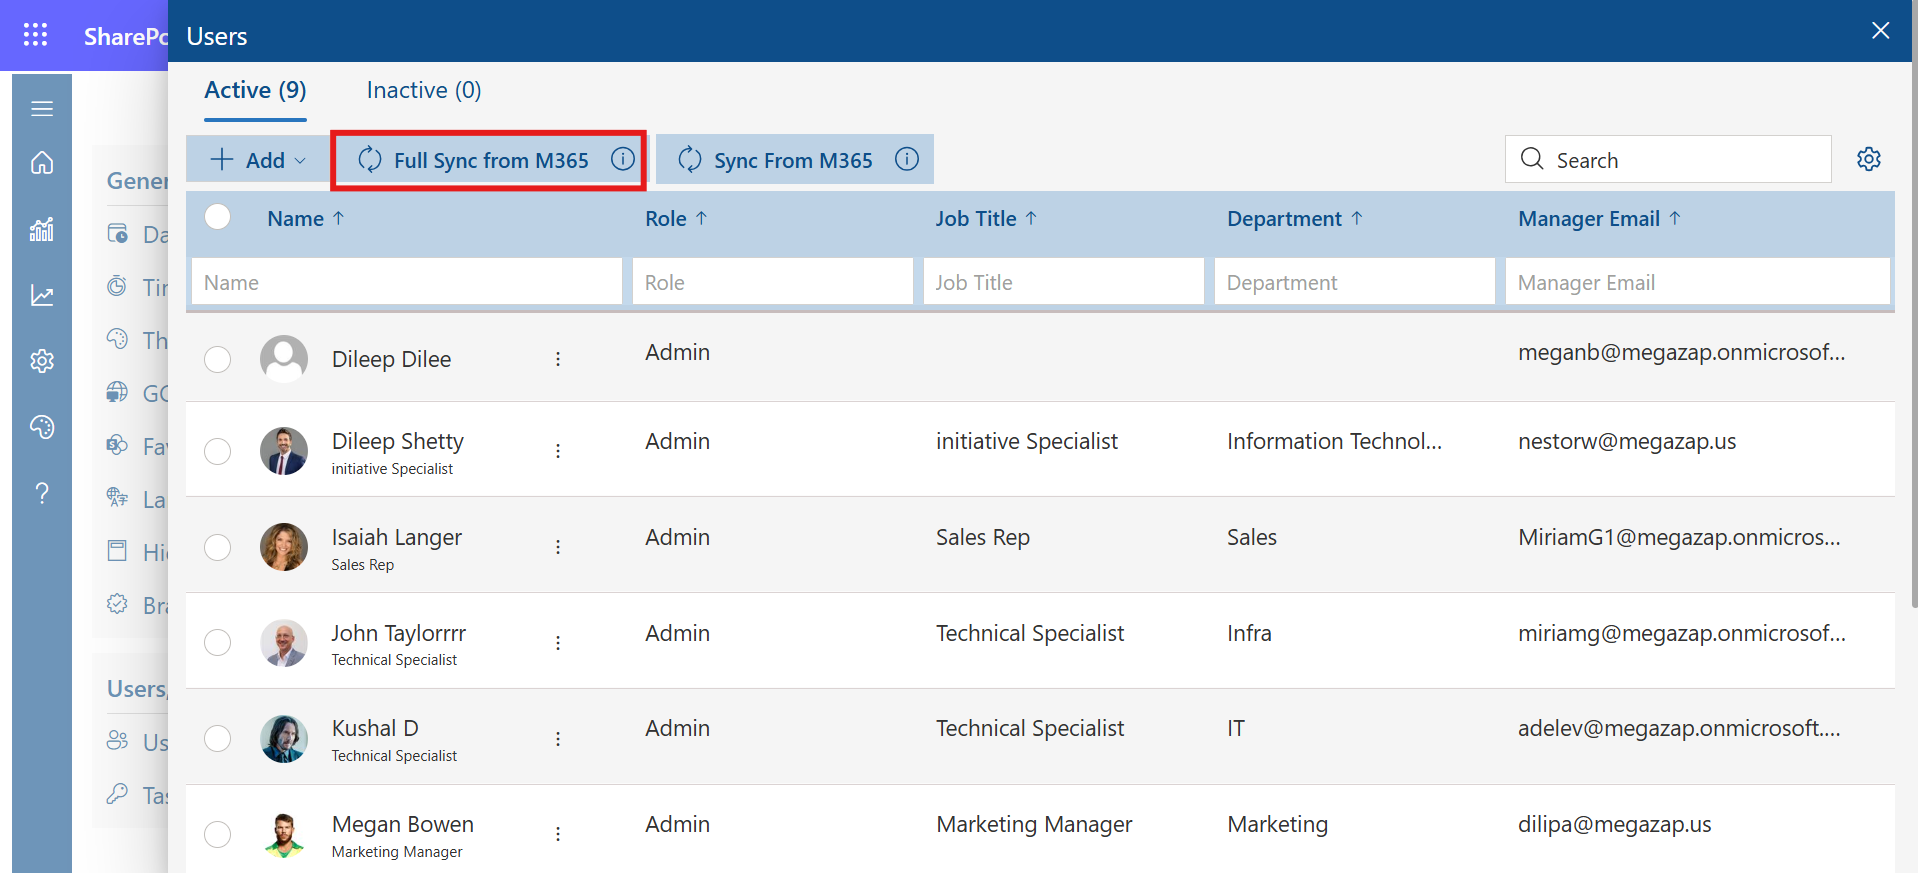 SharePo
Users
Active (9)
Inactive (0)
Add
Full Sync from M365
Sync From M365
Search
Name
Role
Job Title
Department
Manager Email
Name
Role
Job Title
Department
Manager Email
Dileep Dilee
Admin
meganb@megazap.onmicrosof...
Dileep Shetty
initiative Specialist
Admin
initiative Specialist
Information Technol...
nestorw@megazap.us
Isaiah Langer
Sales Rep
Admin
Sales Rep
Sales
MiriamG1@megazap.onmicros...
John Taylorrrr
Technical Specialist
Admin
Technical Specialist
Infra
miriamg@megazap.onmicrosof...
Kushal D
Technical Specialist
Admin
Technical Specialist
IT
adelev@megazap.onmicrosoft....
Megan Bowen
Marketing Manager
Admin
Marketing Manager
Marketing
dilipa@megazap.us
Gener
Da
Tir
Th
GC
Fav
La
Hi
Bra
Users,
Us
Tas